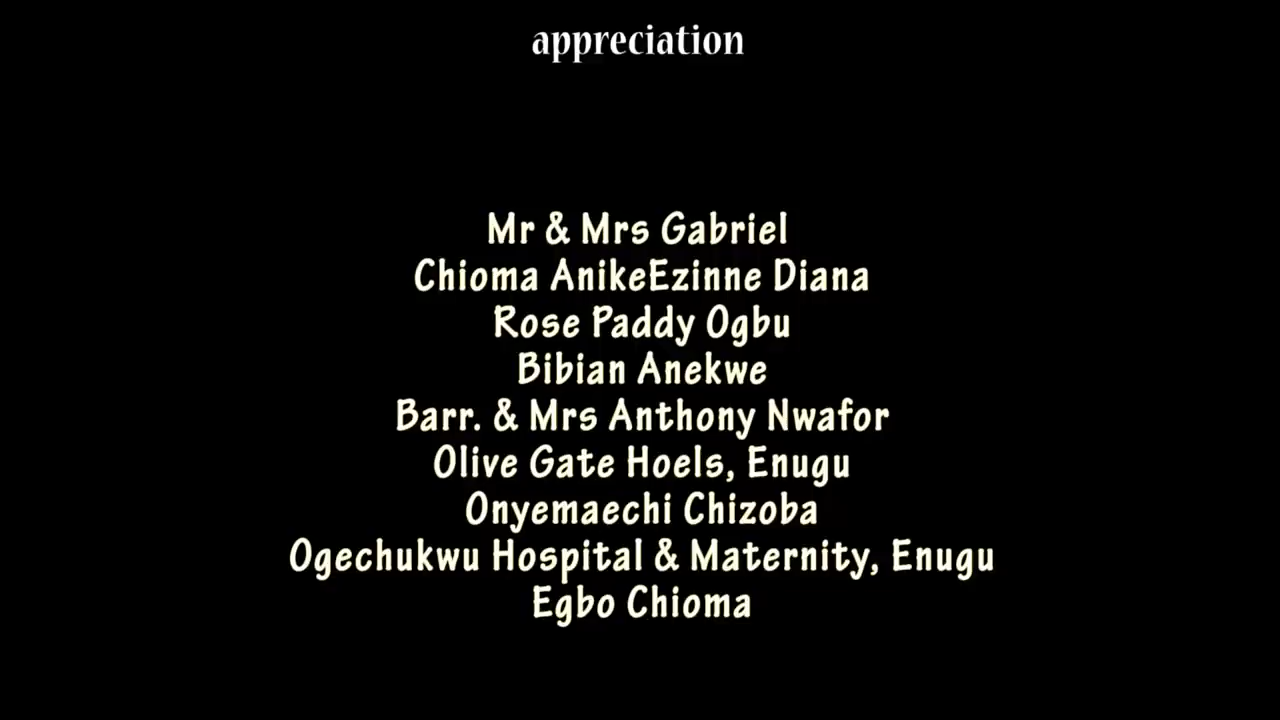 appreciation
Mr & Mrs Gabriel
Chioma AnikeEzinne Diana
Rose Paddy Ogbu
Bibian Anekwe
Barr. & Mrs Anthony Nwafor
Olive Gate Hoels, Enugu
Onyemaechi Chizoba
Ogechukwu Hospital & Maternity, Enugu
Egbo Chioma